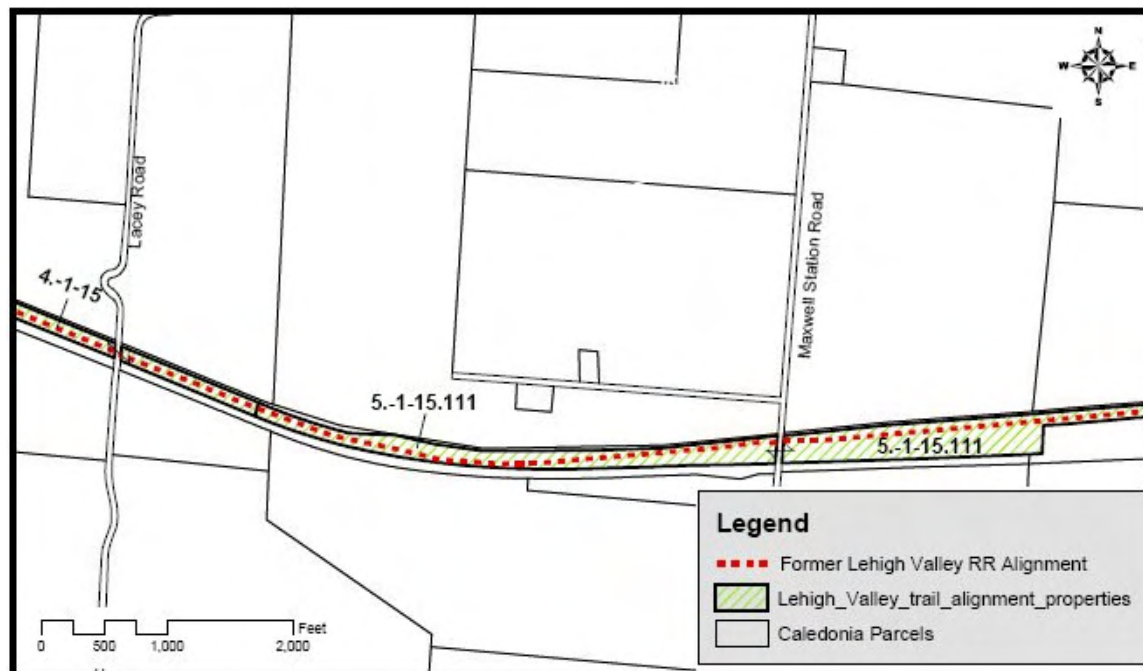 N
W E
S
Lacey Road
Maxwell Station Road
4.-1-15
5.-1-15.111
5.-1-15.111
Legend
Former Lehigh Valley RR Alignment
Lehigh_Valley_trail_alignment_properties
Caledonia Parcels
Feet
0 500 1,000 2,000